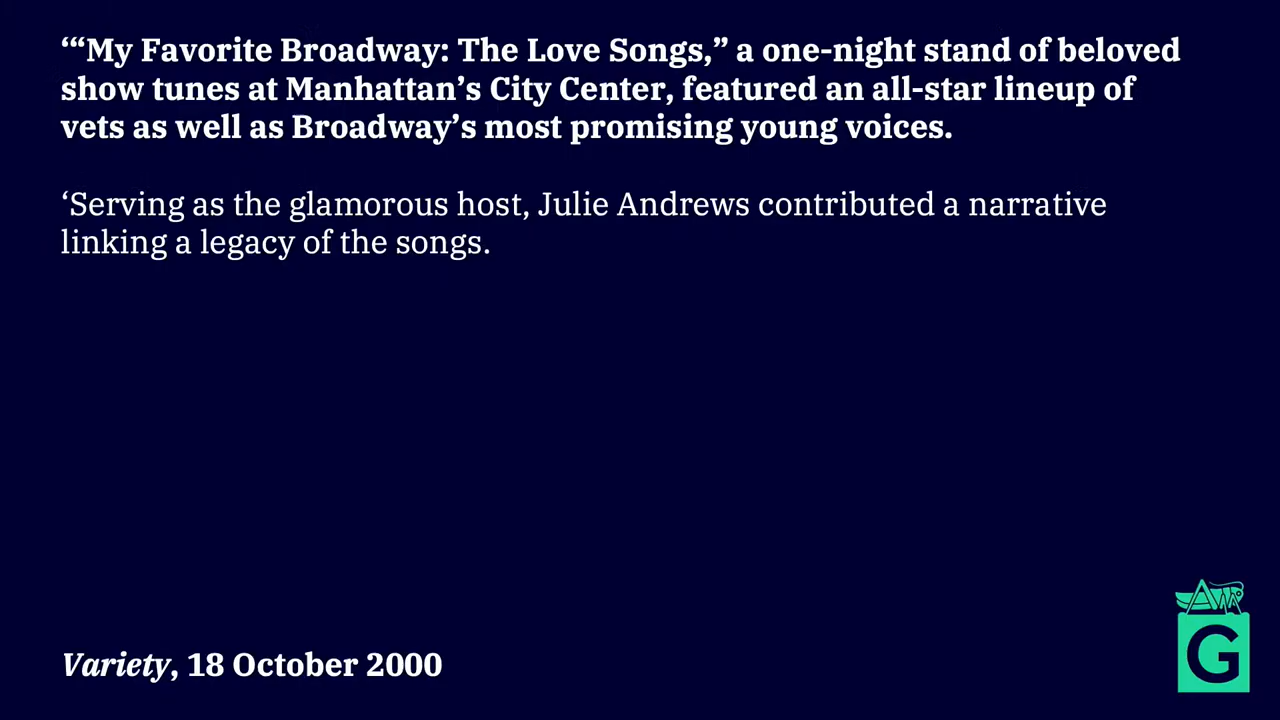 ‘“My Favorite Broadway: The Love Songs,” a one-night stand of beloved
show tunes at Manhattan’s City Center, featured an all-star lineup of
vets as well as Broadway’s most promising young voices.
‘Serving as the glamorous host, Julie Andrews contributed a narrative
linking a legacy of the songs.
Variety, 18 October 2000
G